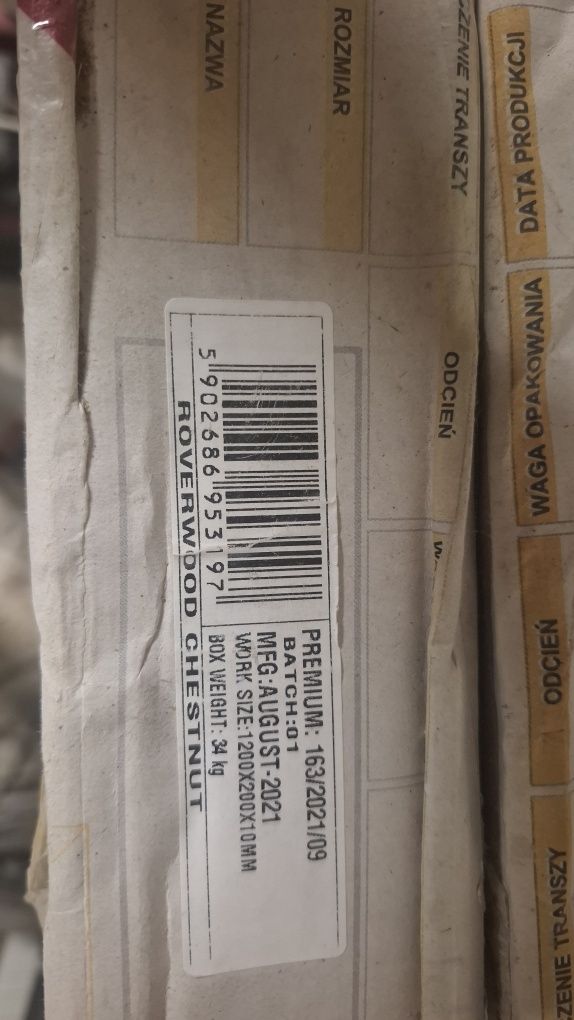 NAZWA
ROZMIAR
ZENIE TRANSZY
ODCIEŃ
W
DATA PRODUKCJI
WAGA OPAKOWANIA
ODCIEŃ
ZENIE TRANSZY
PREMIUM: 163/2021/09
BATCH:01
MFG:AUGUST-2021
WORK SIZE:1200X200X10MM
BOX WEIGHT: 34 kg
5 902686 953197
ROVERWOOD CHESTNUT